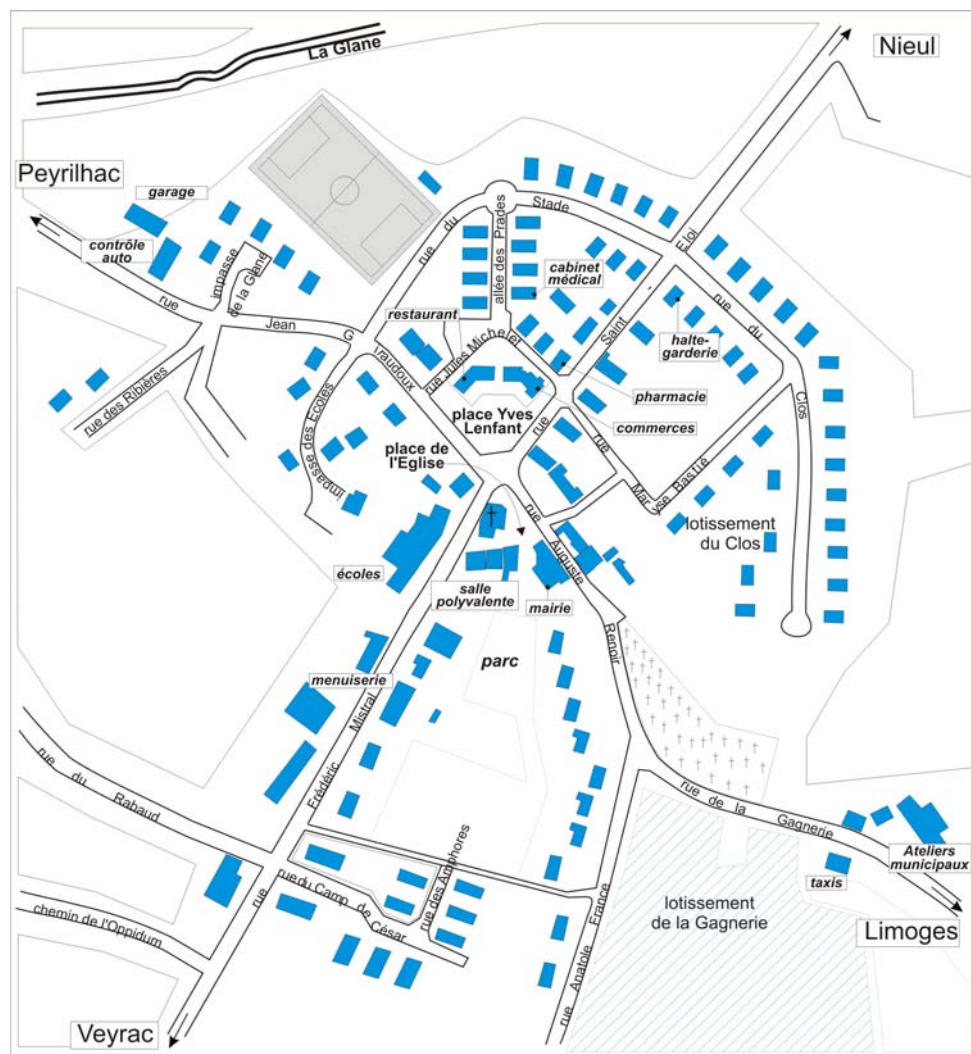 La Glane
Nieul
Peyrilhac
garage
contrôle
auto
impasse
de la Glane
rue
Jean
Giraudoux
rue du
Stade
allée des Prades
cabinet
médical
restaurant
rue Jules Michelet
Saint
Eloi
rue
halte-
garderie
rue du
Clos
pharmacie
commerces
place Yves
Lenfant
rue des Ribières
impasse des Ecoles
place de
l'Eglise
rue
Maryse Bastié
lotissement
du Clos
rue
Auguste
Renoir
écoles
salle
polyvalente
mairie
parc
menuiserie
rue
Frédéric
Mistral
rue
du
Rabaud
rue de la
Gagnerie
Ateliers
municipaux
taxis
rue du Camp de
César
rue des Amphores
chemin de l'Oppidum
rue Anatole
France
lotissement
de la Gagnerie
Limoges
Veyrac